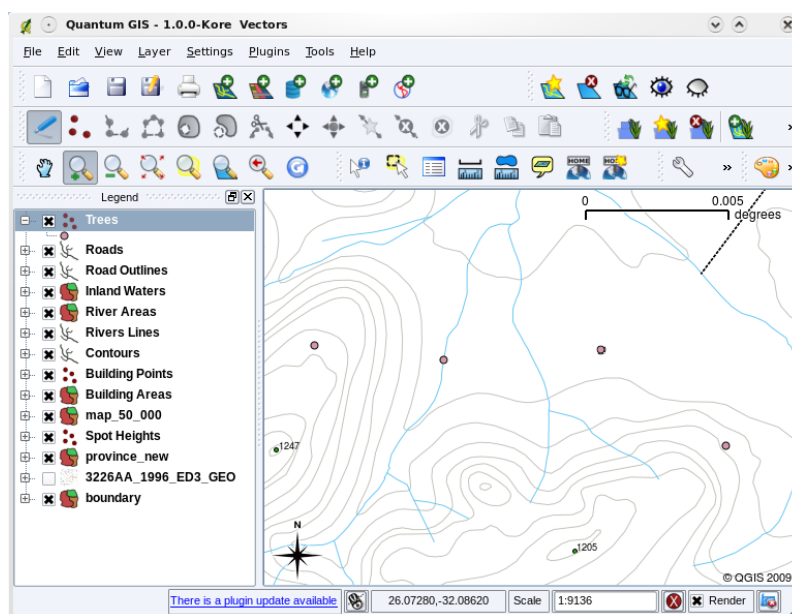 Quantum GIS - 1.0.0-Kore Vectors
File Edit View Layer Settings Plugins Tools Help
»
HOME
»
»
Legend
0 0.005
degrees
Trees
Roads
Road Outlines
Inland Waters
River Areas
Rivers Lines
Contours
Building Points
Building Areas
map_50_000
Spot Heights
province_new
3226AA_1996_ED3_GEO
boundary
1247
N
1205
© QGIS 2009
There is a plugin update available 26.07280,-32.08620 Scale 1:9136 Render